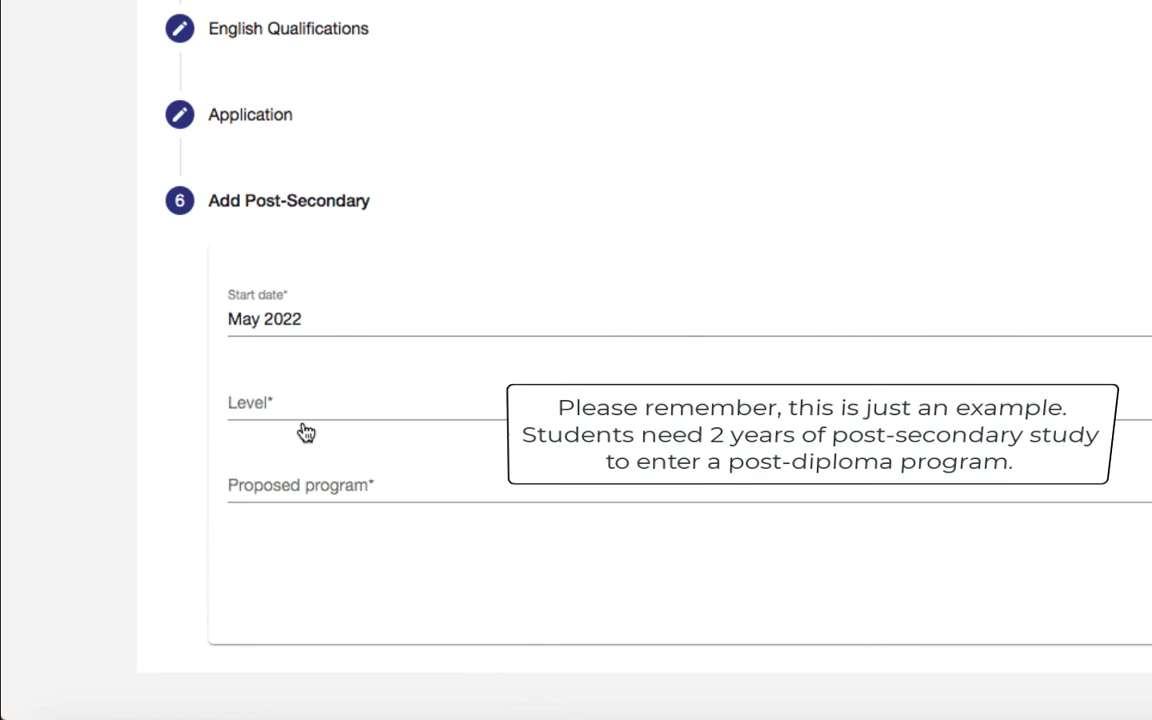 English Qualifications
Application
6
Add Post-Secondary
Start date*
May 2022
Level*
Please remember, this is just an example.
Students need 2 years of post-secondary study
to enter a post-diploma program.
Proposed program*